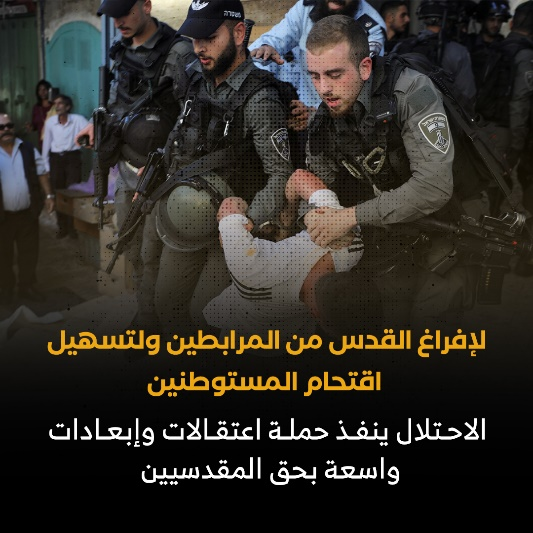 لإفراغ القدس من المرابطين ولتسهيل
اقتحام المستوطنين
الاحتلال ينفذ حملة اعتقالات وإبعادات
واسعة بحق المقدسيين